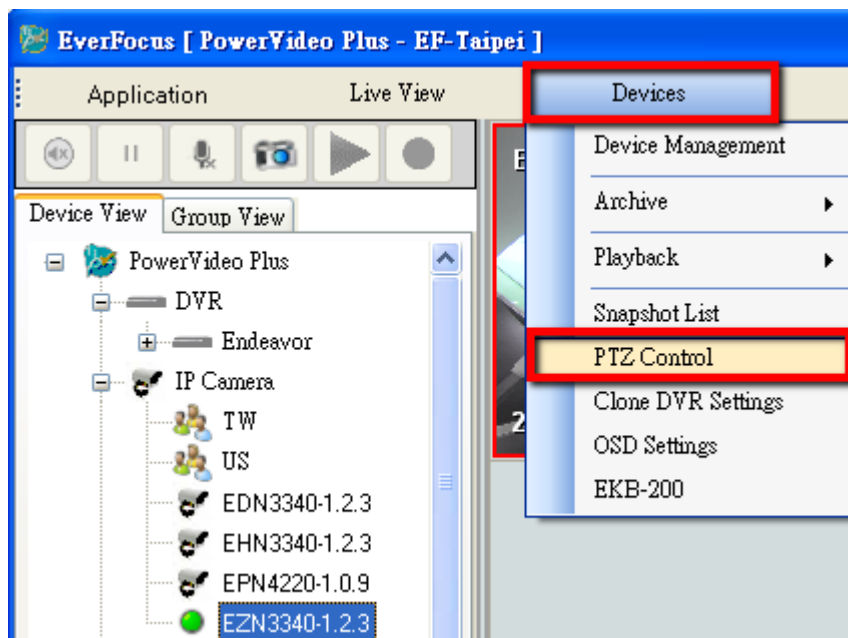 EverFocus [ PowerVideo Plus - EF-Taipei ]
Application Live View Devices
Device View Group View
PowerVideo Plus
DVR
Endeavor
IP Camera
TW
US
EDN3340-1.2.3
EHN3340-1.2.3
EPN4220-1.0.9
EZN3340-1.2.3
E
2
Device Management
Archive
Playback
Snapshot List
PTZ Control
Clone DVR Settings
OSD Settings
EKB-200